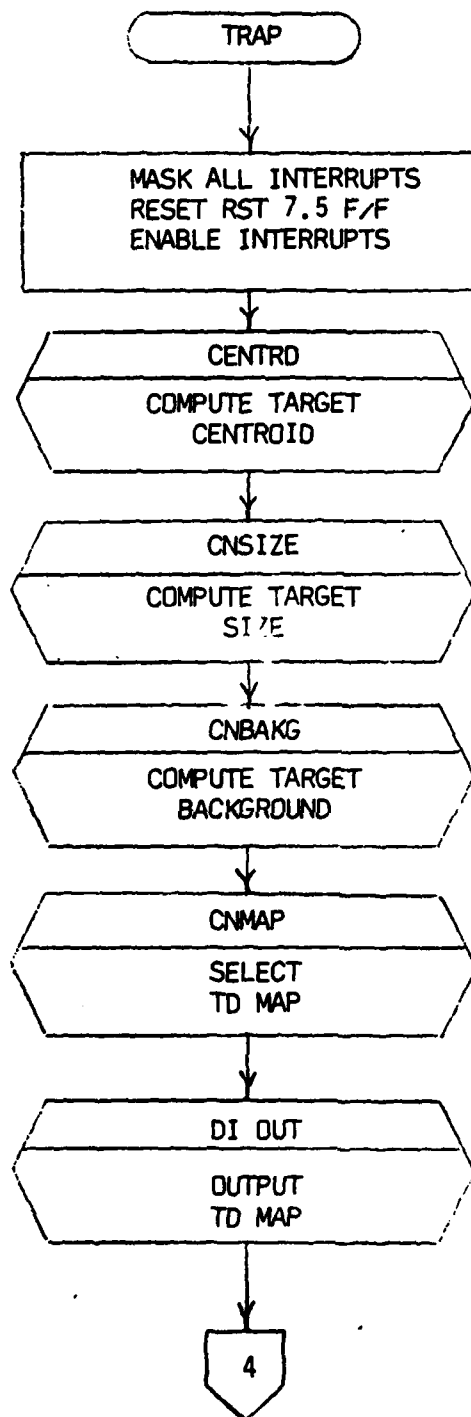 TRAP
MASK ALL INTERRUPTS
RESET RST 7.5 F/F
ENABLE INTERRUPTS
CENTRD
COMPUTE TARGET
CENTROID
CNSIZE
COMPUTE TARGET
SIZE
CNBAKG
COMPUTE TARGET
BACKGROUND
CNMAP
SELECT
TD MAP
DI OUT
OUTPUT
TD MAP
4